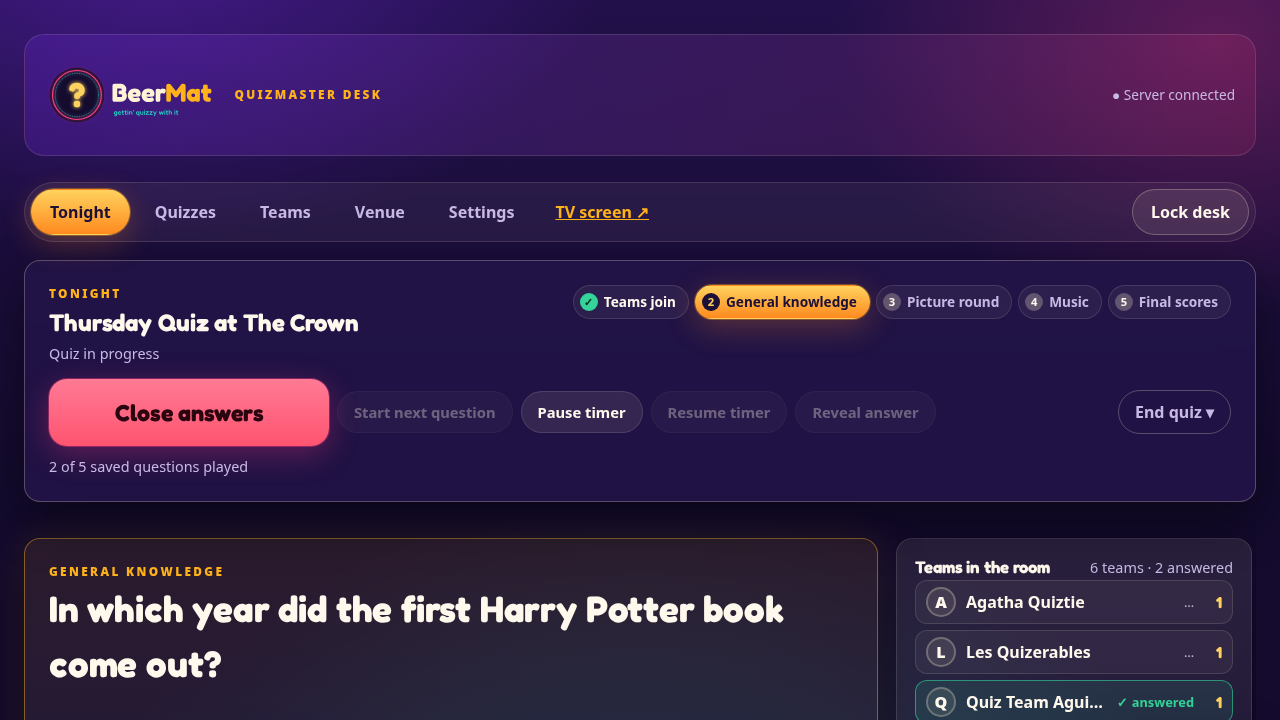 ?
BeerMat
gettin' quizzy with it
QUIZMASTER DESK
● Server connected
Tonight
Quizzes
Teams
Venue
Settings
TV screen ↗
Lock desk
TONIGHT
Thursday Quiz at The Crown
Quiz in progress
✓ Teams join
2 General knowledge
3 Picture round
4 Music
5 Final scores
Close answers
Start next question
Pause timer
Resume timer
Reveal answer
End quiz ▾
2 of 5 saved questions played
GENERAL KNOWLEDGE
In which year did the first Harry Potter book
come out?
Teams in the room
6 teams · 2 answered
A Agatha Quiztie ... 1
L Les Quizerables ... 1
Q Quiz Team Agui... ✓ answered 1